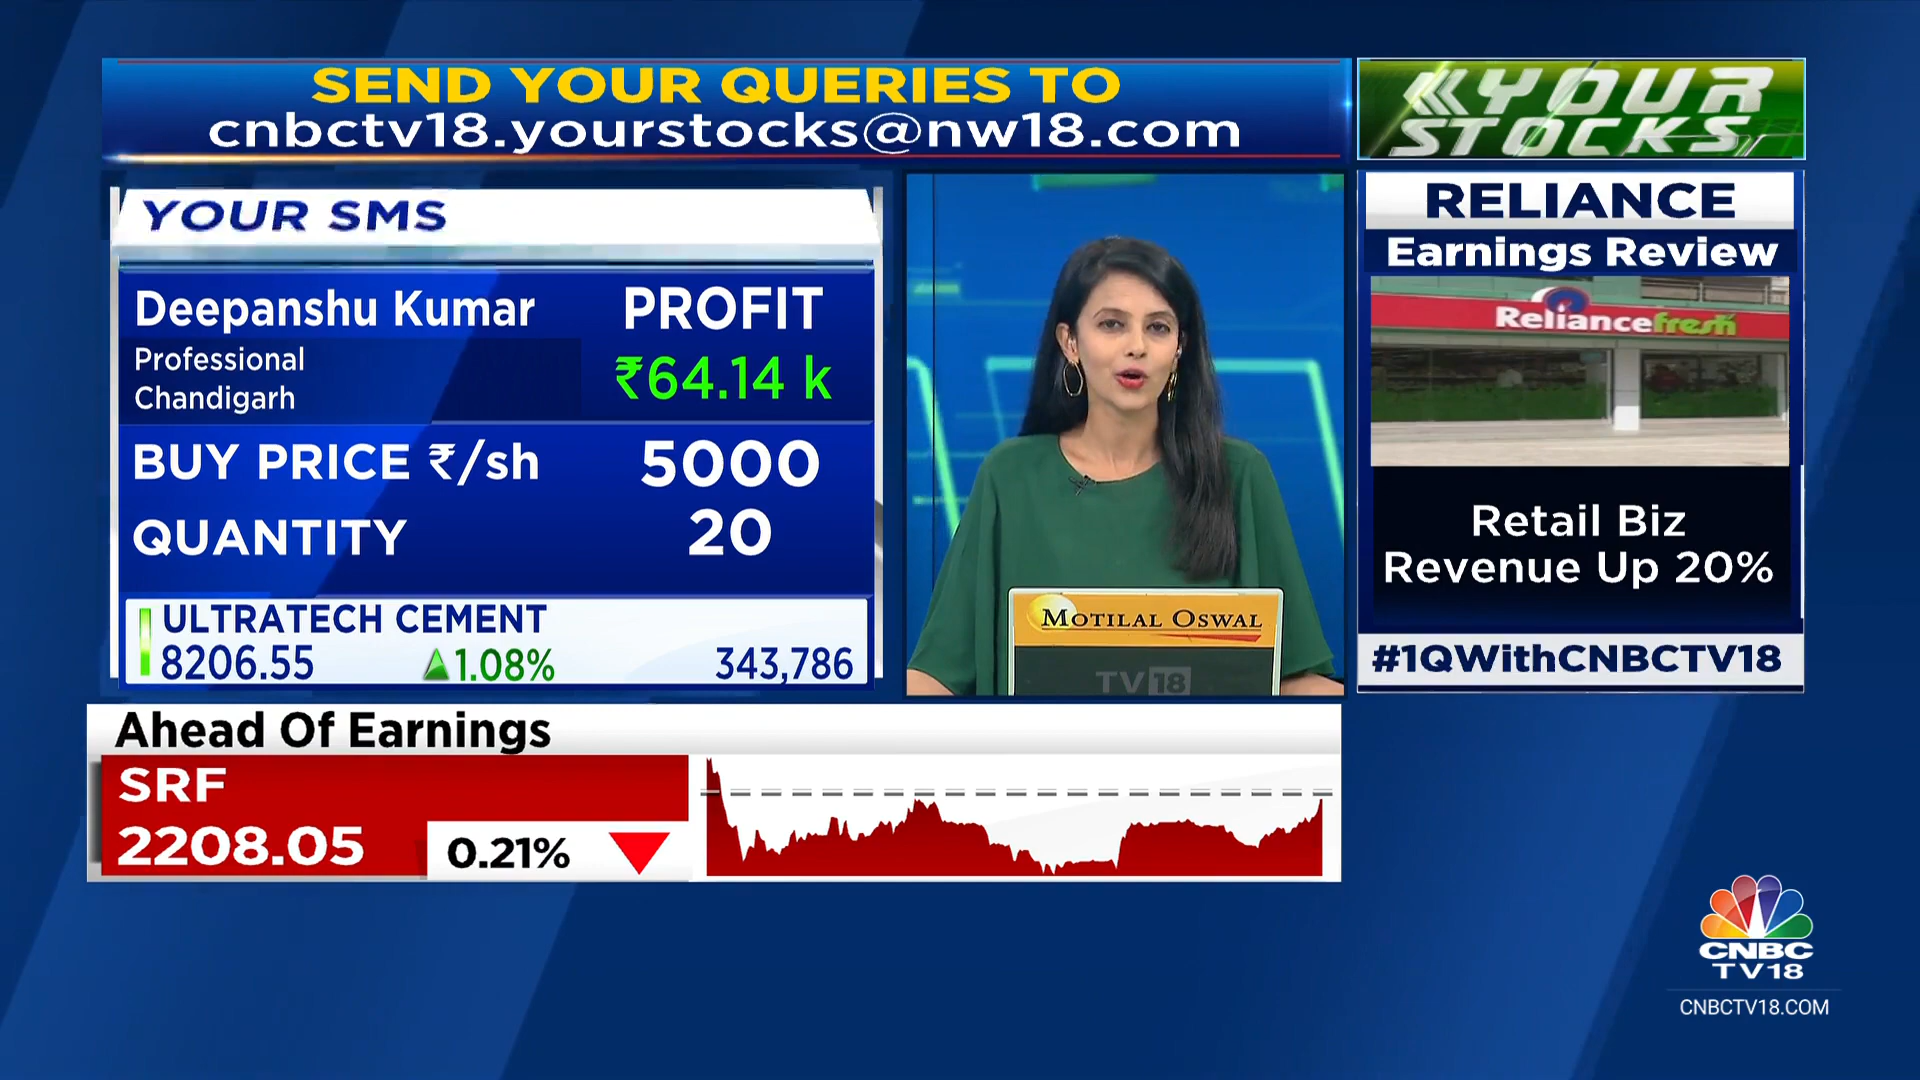 SEND YOUR QUERIES TO
cnbctv18.yourstocks@nw18.com
YOUR
STOCKS
YOUR SMS
Deepanshu Kumar
Professional
Chandigarh
PROFIT
₹64.14 k
BUY PRICE ₹/sh 5000
QUANTITY 20
ULTRATECH CEMENT
8206.55 1.08% 343,786
MOTILAL OSWAL
TV18
RELIANCE
Earnings Review
Reliancefresh
Retail Biz
Revenue Up 20%
#1QWithCNBCTV18
Ahead Of Earnings
SRF
2208.05 0.21%
CNBC
TV18
CNBCTV18.COM